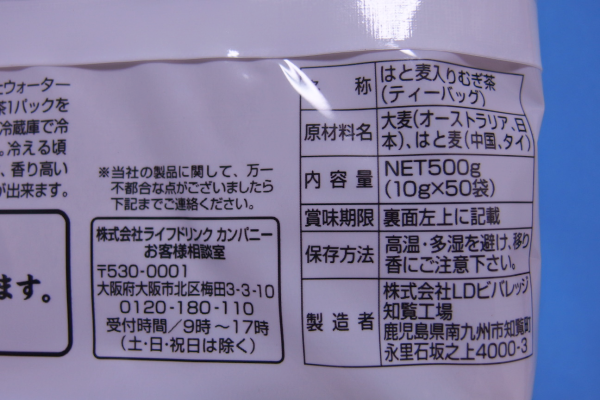 ウォーター
茶1パックを
冷蔵庫で冷
。冷える頃
、香り高い
が出来ます。
ます。
※当社の製品に関して、万一
不都合な点がございましたら
下記までご連絡ください。
株式会社ライフドリンク カンパニー
お客様相談室
〒530-0001
大阪府大阪市北区梅田3-3-10
0120-180-110
受付時間／9時～17時
(土・日・祝日は除く)
名 称
はと麦入りむぎ茶
(ティーバッグ)
原材料名
大麦(オーストラリア、日
本)、はと麦(中国、タイ)
内容量
NET500g
(10g×50袋)
賞味期限
裏面左上に記載
保存方法
高温・多湿を避け、移り
香にご注意下さい。
製造者
株式会社LDビバレッジ
知覧工場
鹿児島県南九州市知覧町
永里石坂之上4000-3